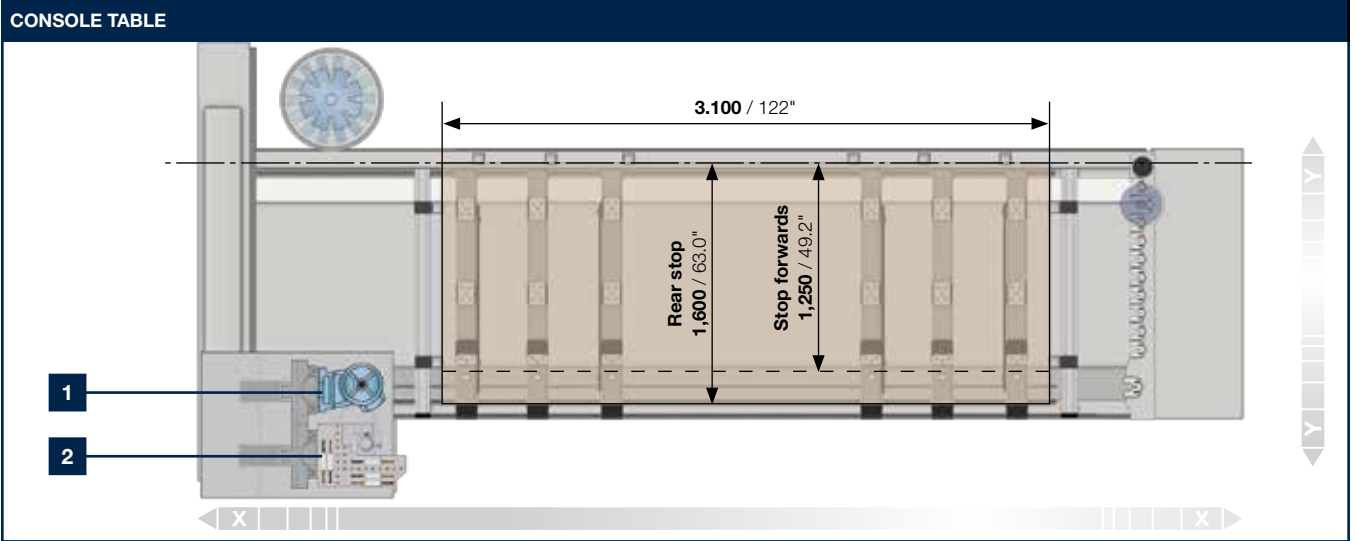 CONSOLE TABLE
3.100 / 122"
Rear stop
1,600 / 63.0"
Stop forwards
1,250 / 49.2"
Y
1
2
Y
X
X